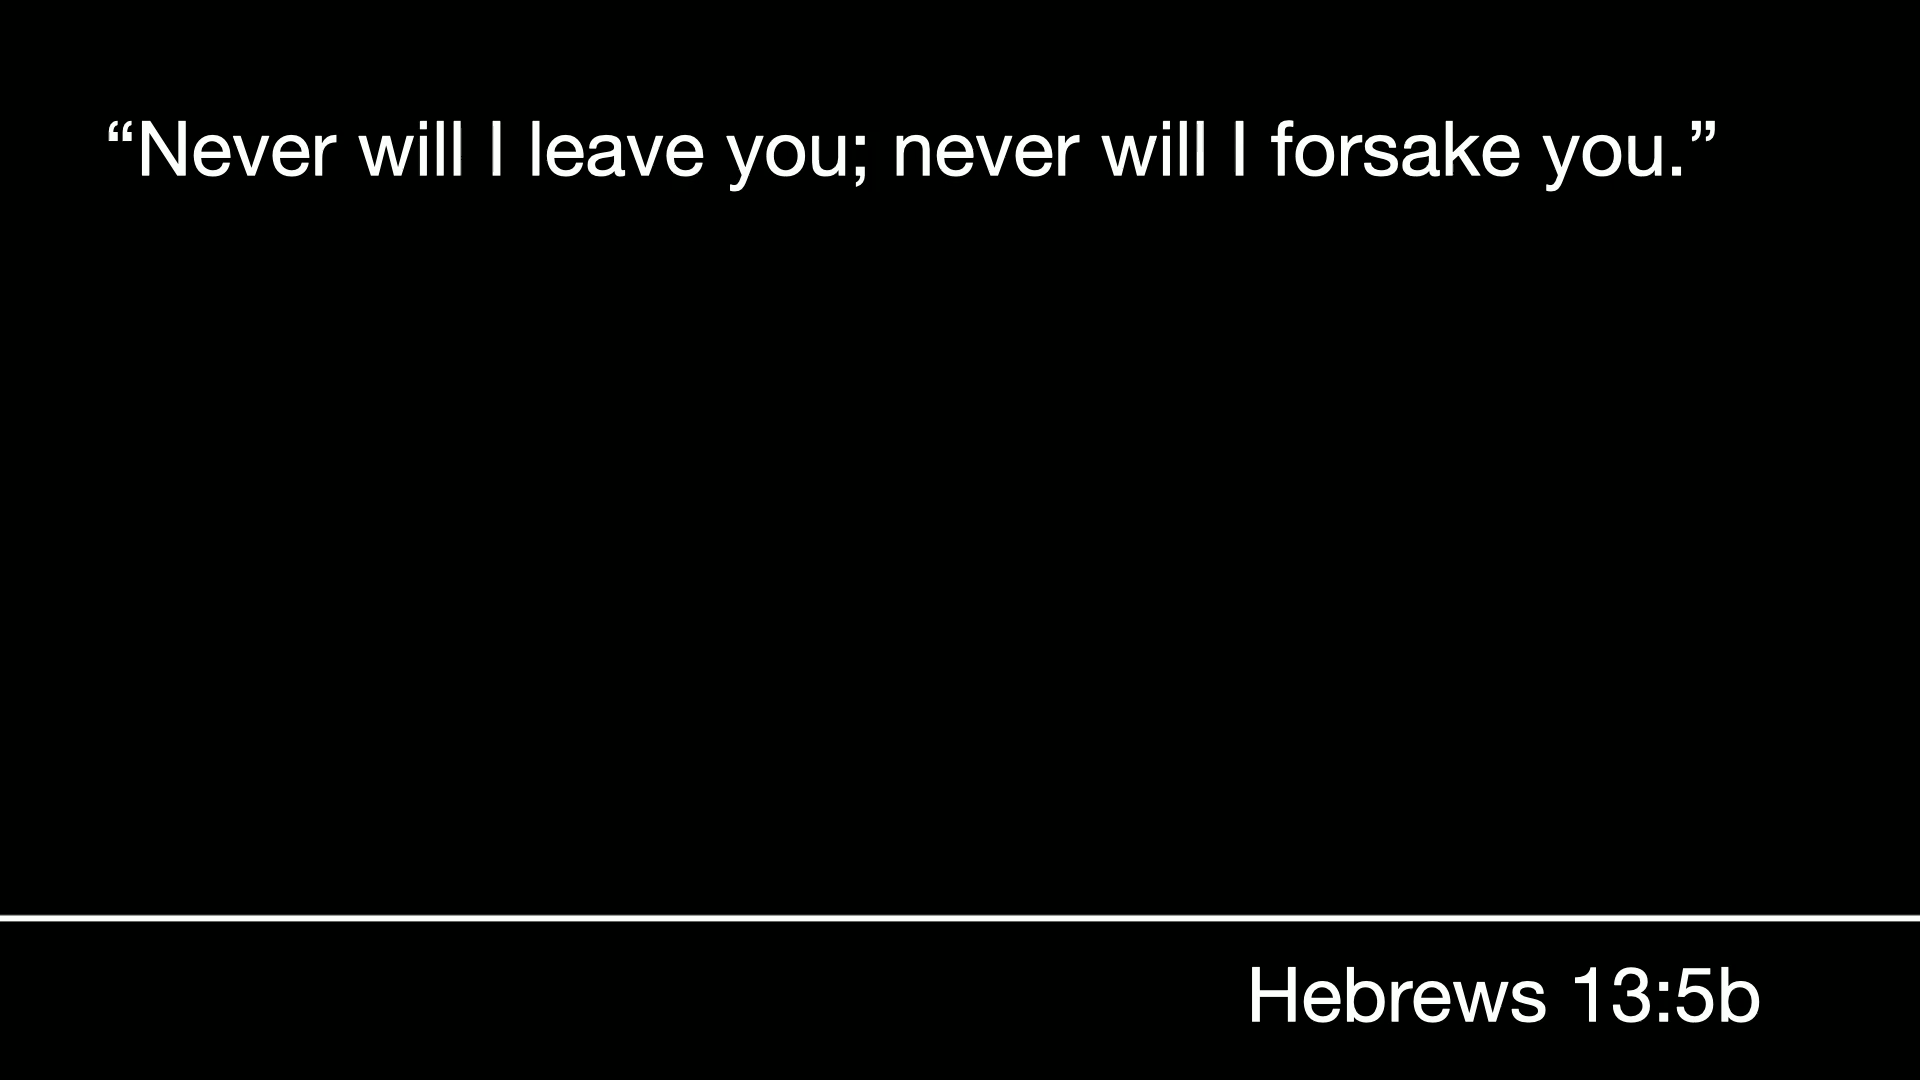 “Never will I leave you; never will I forsake you.”
Hebrews 13:5b